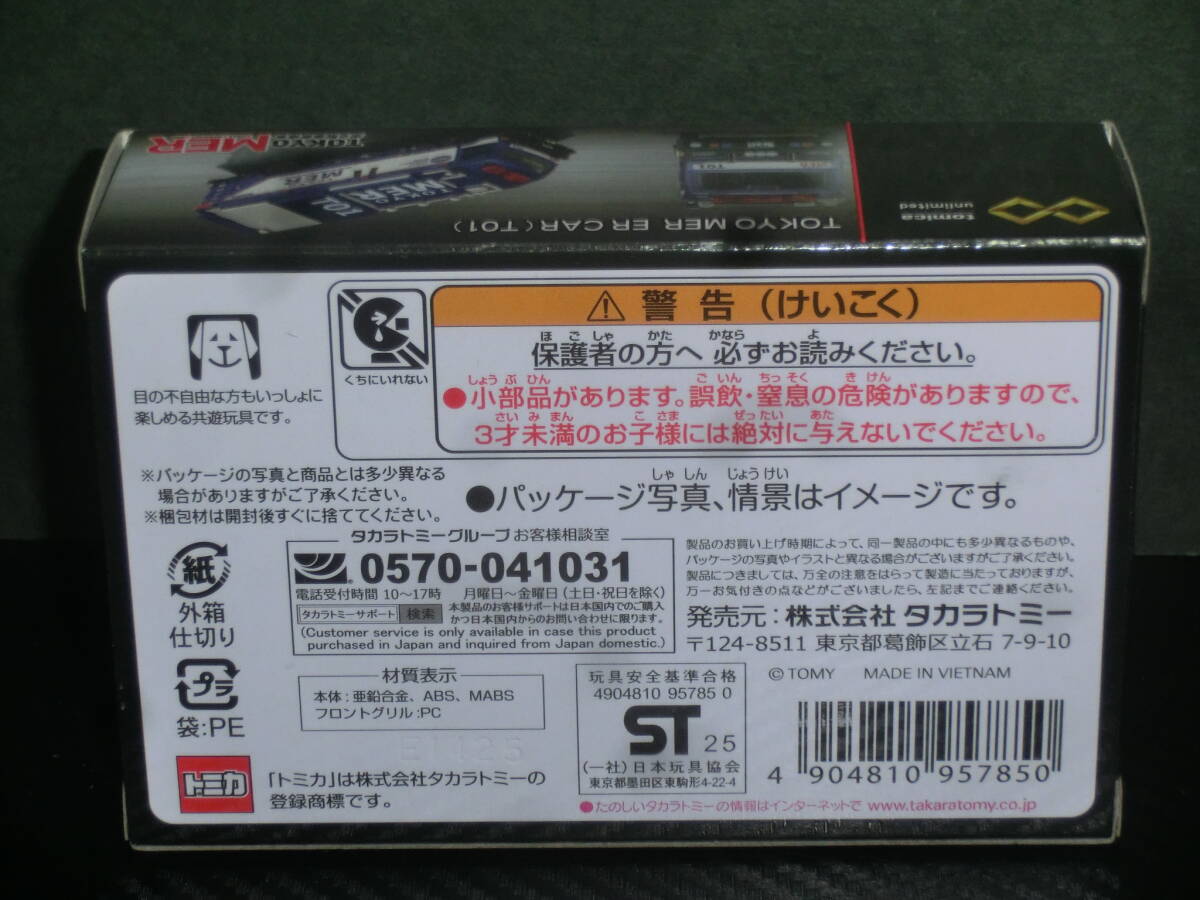 TOKYO MER
TOKYO MER ER CAR (T01)
tomica
unlimited
目の不自由な方もいっしょに
楽しめる共遊玩具です。
くちにいれない
警告(けいこく)
保護者の方へ 必ずお読みください。
ほごしゃ かた かなら よ
●小部品があります。誤飲・窒息の危険がありますので、
しょうぶひん ごいん ちっそく きけん
3才未満のお子様には絶対に与えないでください。
さいみまん こさま ぜったい あた
※パッケージの写真と商品とは多少異なる
場合がありますがご了承ください。
※梱包材は開封後すぐに捨ててください。
●パッケージ写真、情景はイメージです。
しゃしん じょうけい
紙
外箱
仕切り
プラ
袋:PE
タカラトミーグループ お客様相談室
0570-041031
電話受付時間 10〜17時 月曜日〜金曜日(土日・祝日を除く)
タカラトミーサポート 検索
本製品のお客様サポートは日本国内でのご購入
かつ日本国内からのお問い合わせに限ります。
(Customer service is only available in case this product
purchased in Japan and inquired from Japan domestic.)
製品のお買い上げ時期によって、同一製品の中にも多少異なるものや、
パッケージの写真やイラストと異なる場合がございますがご了承ください。
製品につきましては、万全の注意をはらって製造に当たっておりますが、
万一お気付きの点などがございましたら、左記までご連絡ください。
発売元:株式会社 タカラトミー
〒124-8511 東京都葛飾区立石 7-9-10
材質表示
本体:亜鉛合金、ABS、MABS
フロントグリル:PC
E1425
玩具安全基準合格
4904810 95785 0
ST 25
(一社)日本玩具協会
東京都墨田区東駒形4-22-4
© TOMY MADE IN VIETNAM
4 904810 957850
トミカ
「トミカ」は株式会社タカラトミーの
登録商標です。
●たのしいタカラトミーの情報はインターネットで www.takaratomy.co.jp